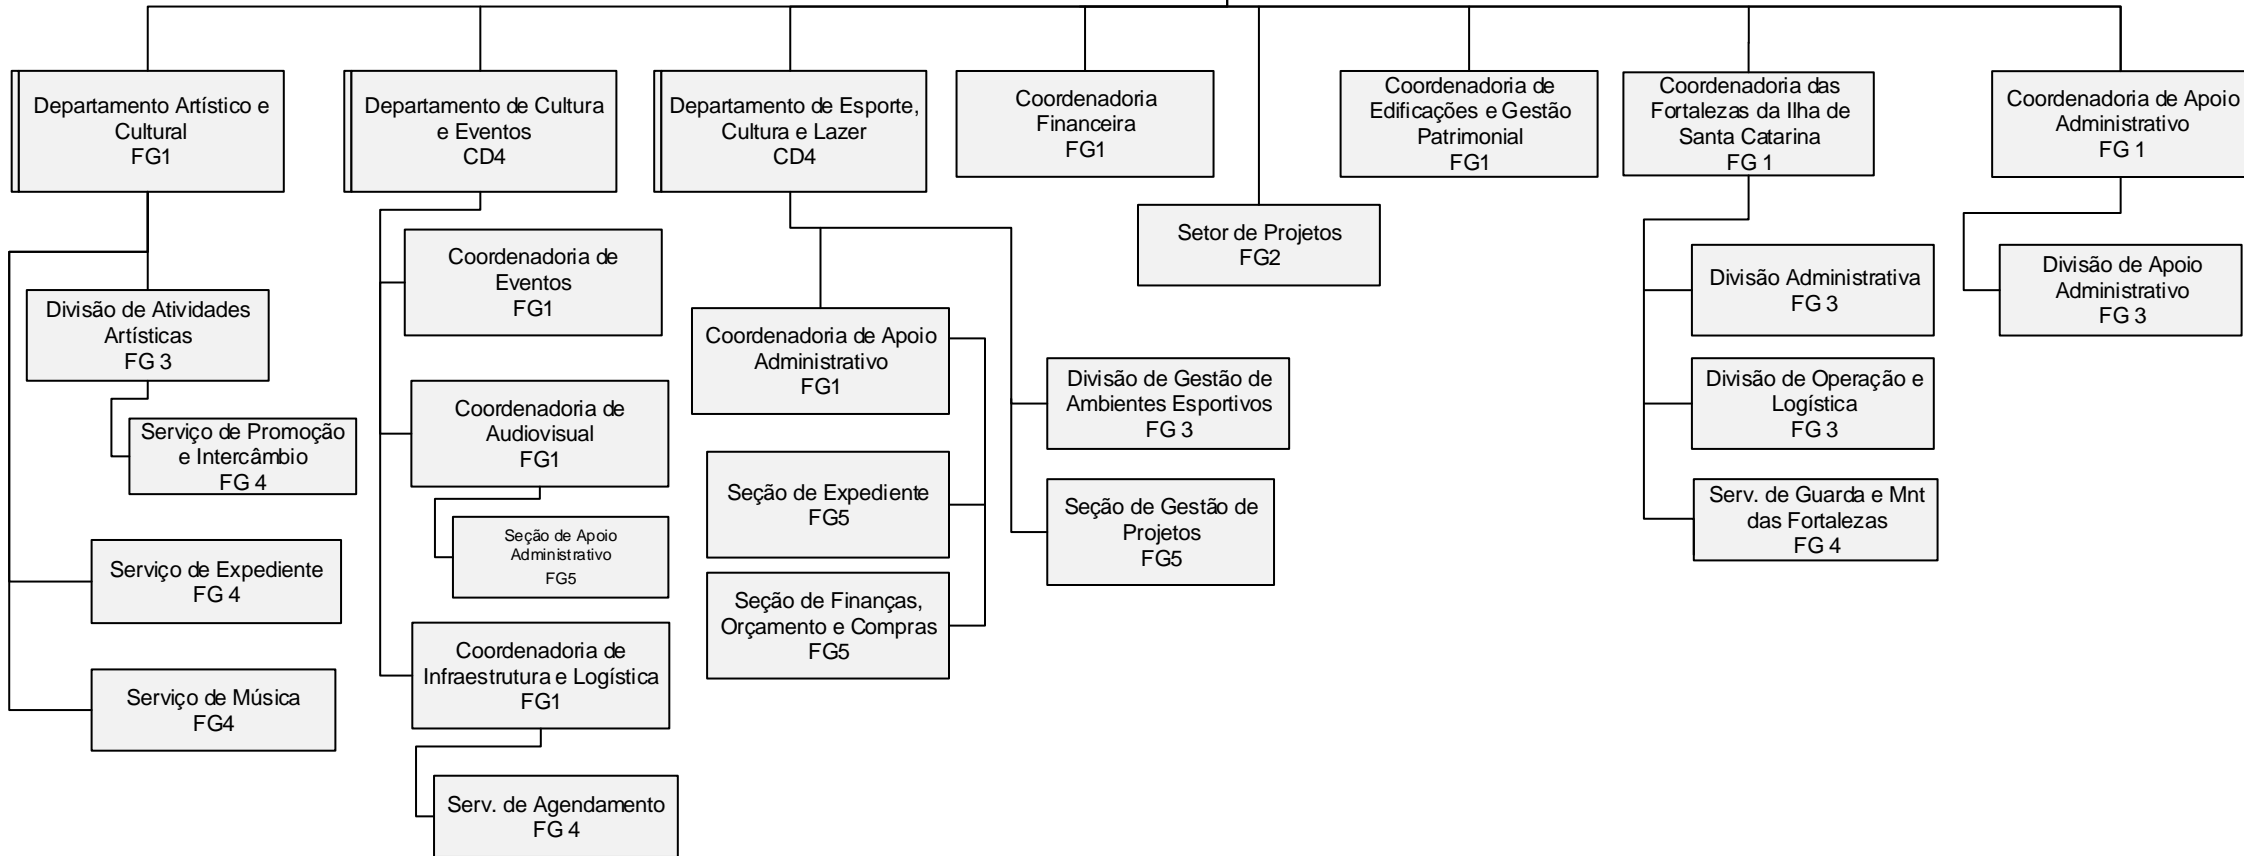 Departamento Artístico e
Cultural
FG1
Departamento de Cultura
e Eventos
CD4
Departamento de Esporte,
Cultura e Lazer
CD4
Coordenadoria
Financeira
FG1
Coordenadoria de
Edificações e Gestão
Patrimonial
FG1
Coordenadoria das
Fortalezas da Ilha de
Santa Catarina
FG 1
Coordenadoria de Apoio
Administrativo
FG 1
Setor de Projetos
FG2
Divisão de Atividades
Artísticas
FG 3
Serviço de Promoção
e Intercâmbio
FG 4
Serviço de Expediente
FG 4
Serviço de Música
FG4
Coordenadoria de
Eventos
FG1
Coordenadoria de
Audiovisual
FG1
Seção de Apoio
Administrativo
FG5
Coordenadoria de
Infraestrutura e Logística
FG1
Serv. de Agendamento
FG 4
Coordenadoria de Apoio
Administrativo
FG1
Seção de Expediente
FG5
Seção de Finanças,
Orçamento e Compras
FG5
Divisão de Gestão de
Ambientes Esportivos
FG 3
Seção de Gestão de
Projetos
FG5
Divisão Administrativa
FG 3
Divisão de Operação e
Logística
FG 3
Serv. de Guarda e Mnt
das Fortalezas
FG 4
Divisão de Apoio
Administrativo
FG 3